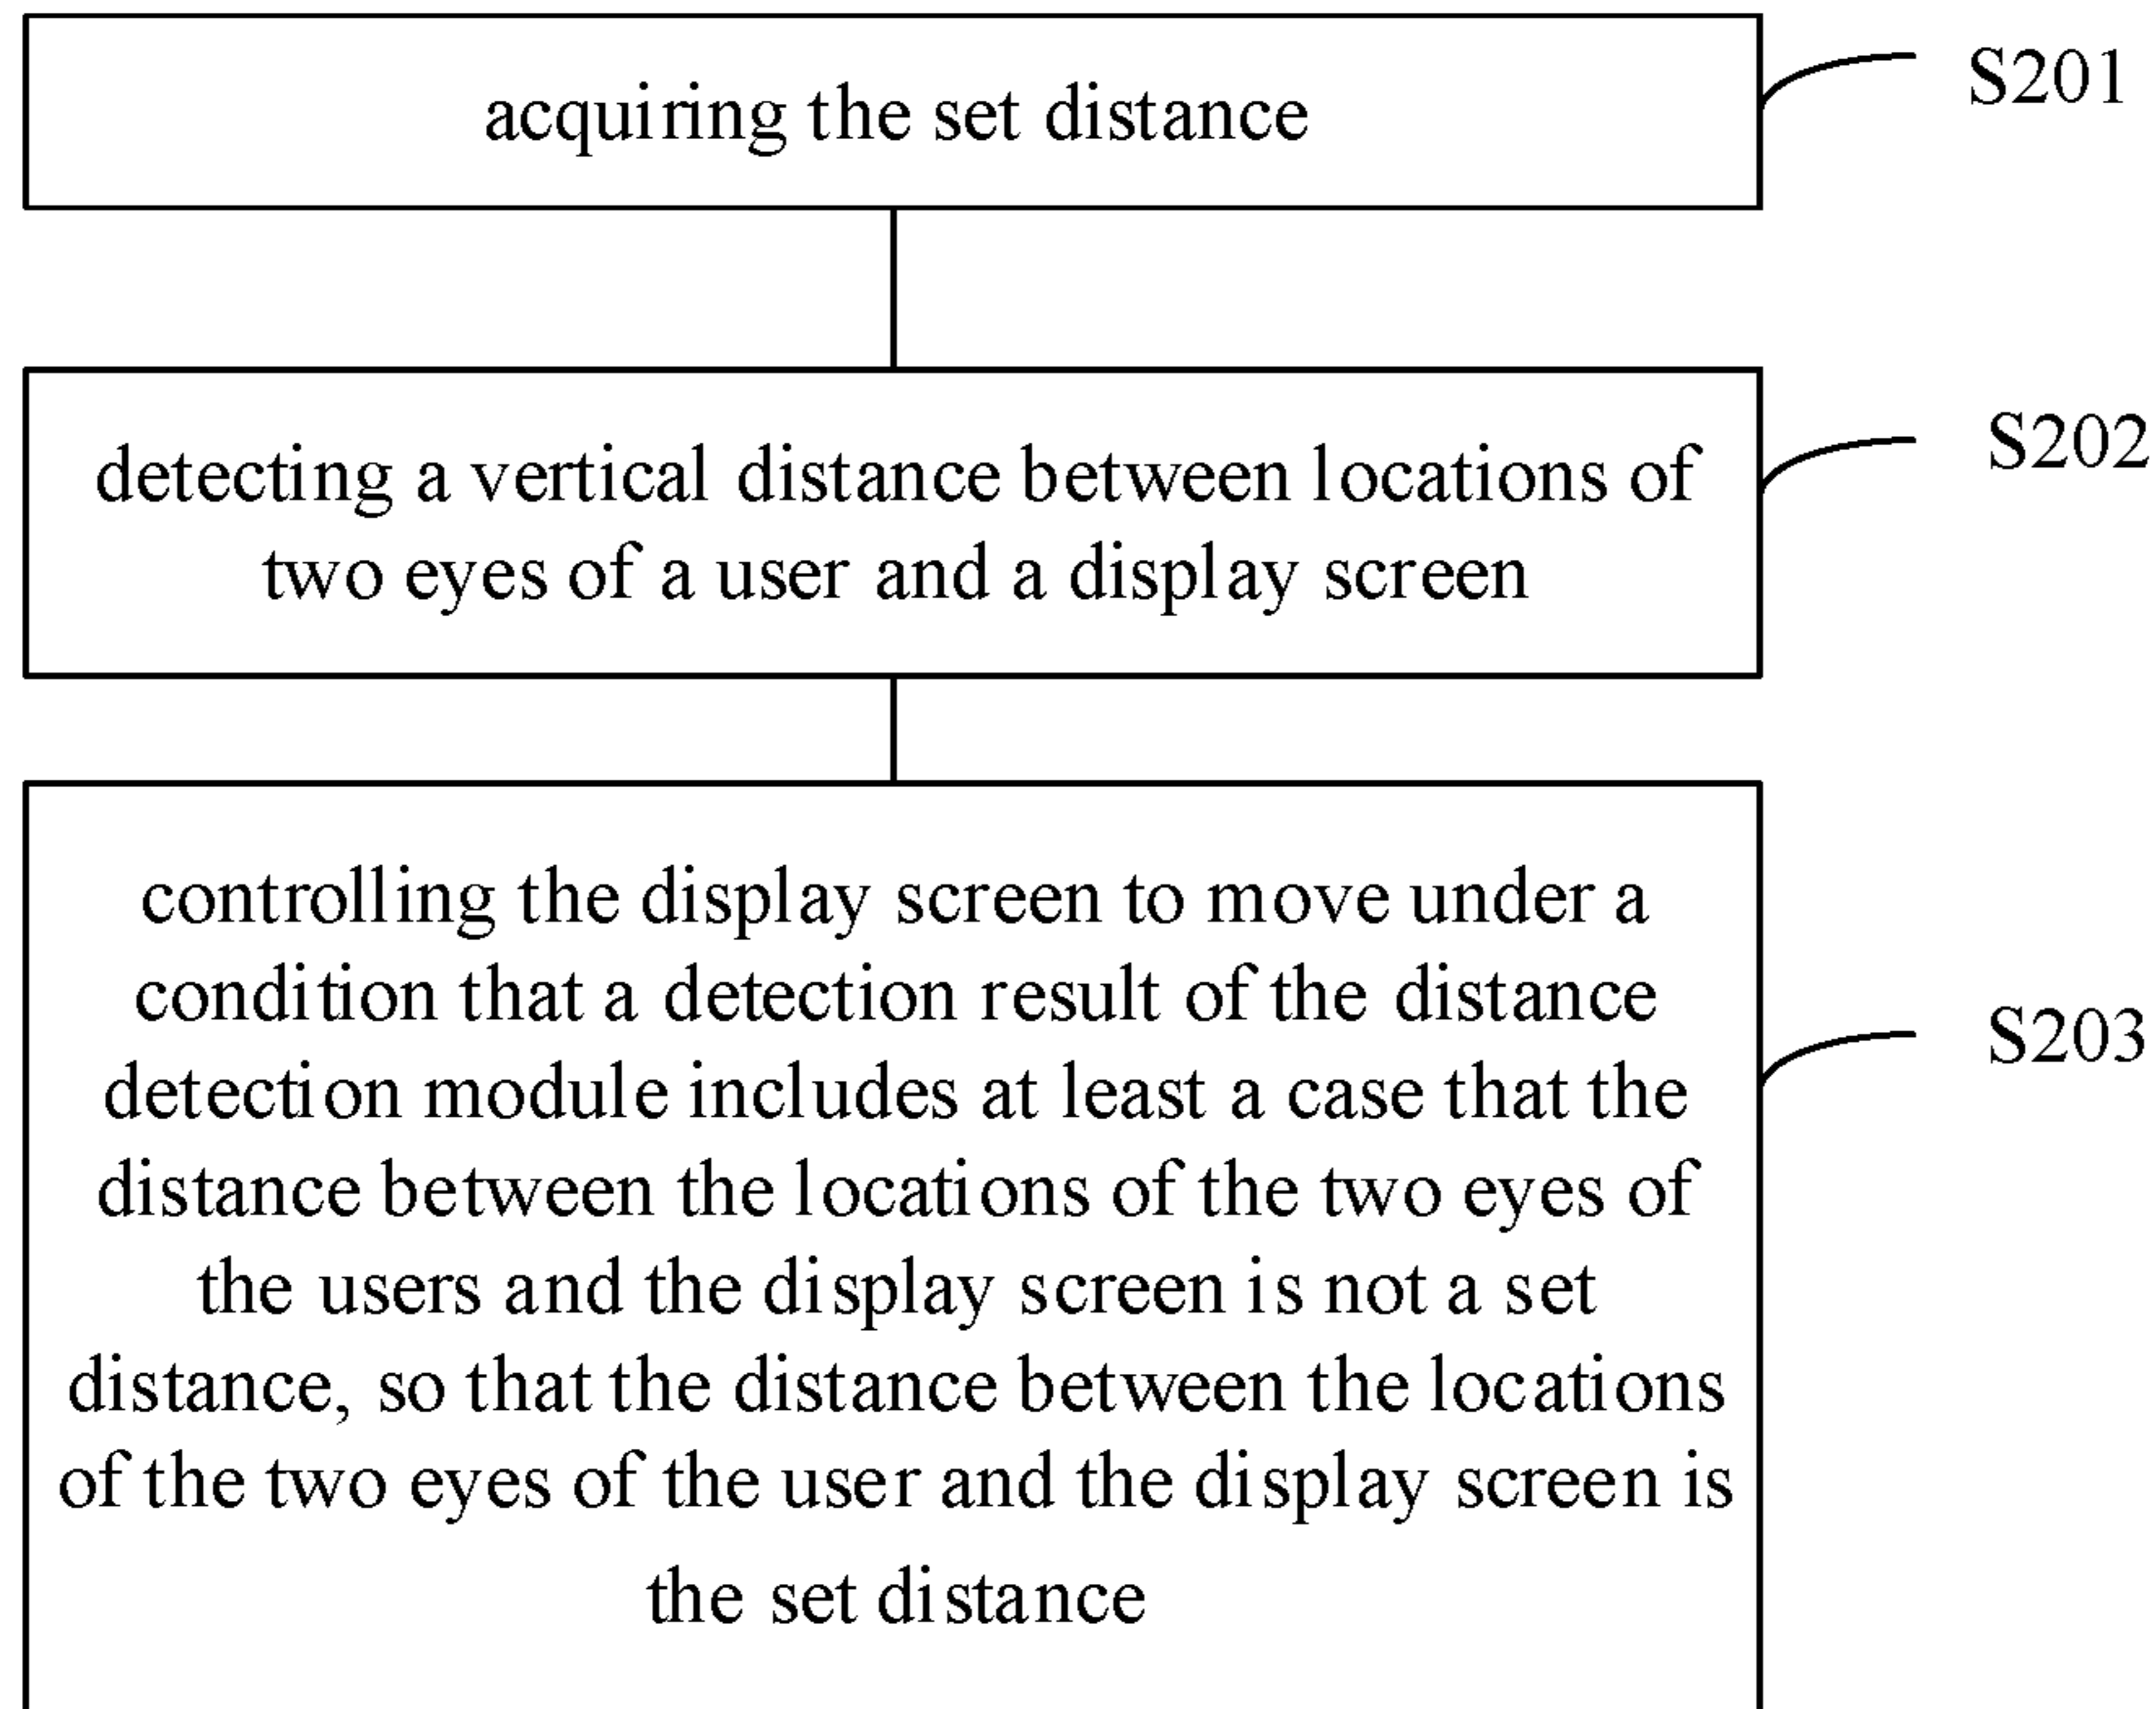 acquiring the set distance
S201
detecting a vertical distance between locations of
two eyes of a user and a display screen
S202
controlling the display screen to move under a
condition that a detection result of the distance
detection module includes at least a case that the
distance between the locations of the two eyes of
the users and the display screen is not a set
distance, so that the distance between the locations
of the two eyes of the user and the display screen is
the set distance
S203